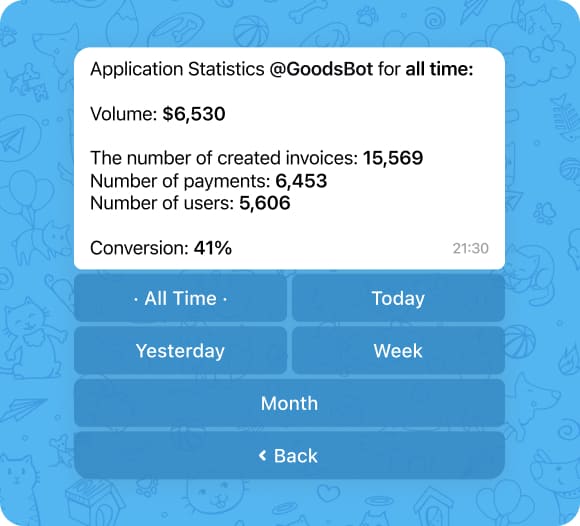 Application Statistics @GoodsBot for all time:
Volume: $6,530
The number of created invoices: 15,569
Number of payments: 6,453
Number of users: 5,606
Conversion: 41%
21:30
· All Time ·
Today
Yesterday
Week
Month
‹ Back